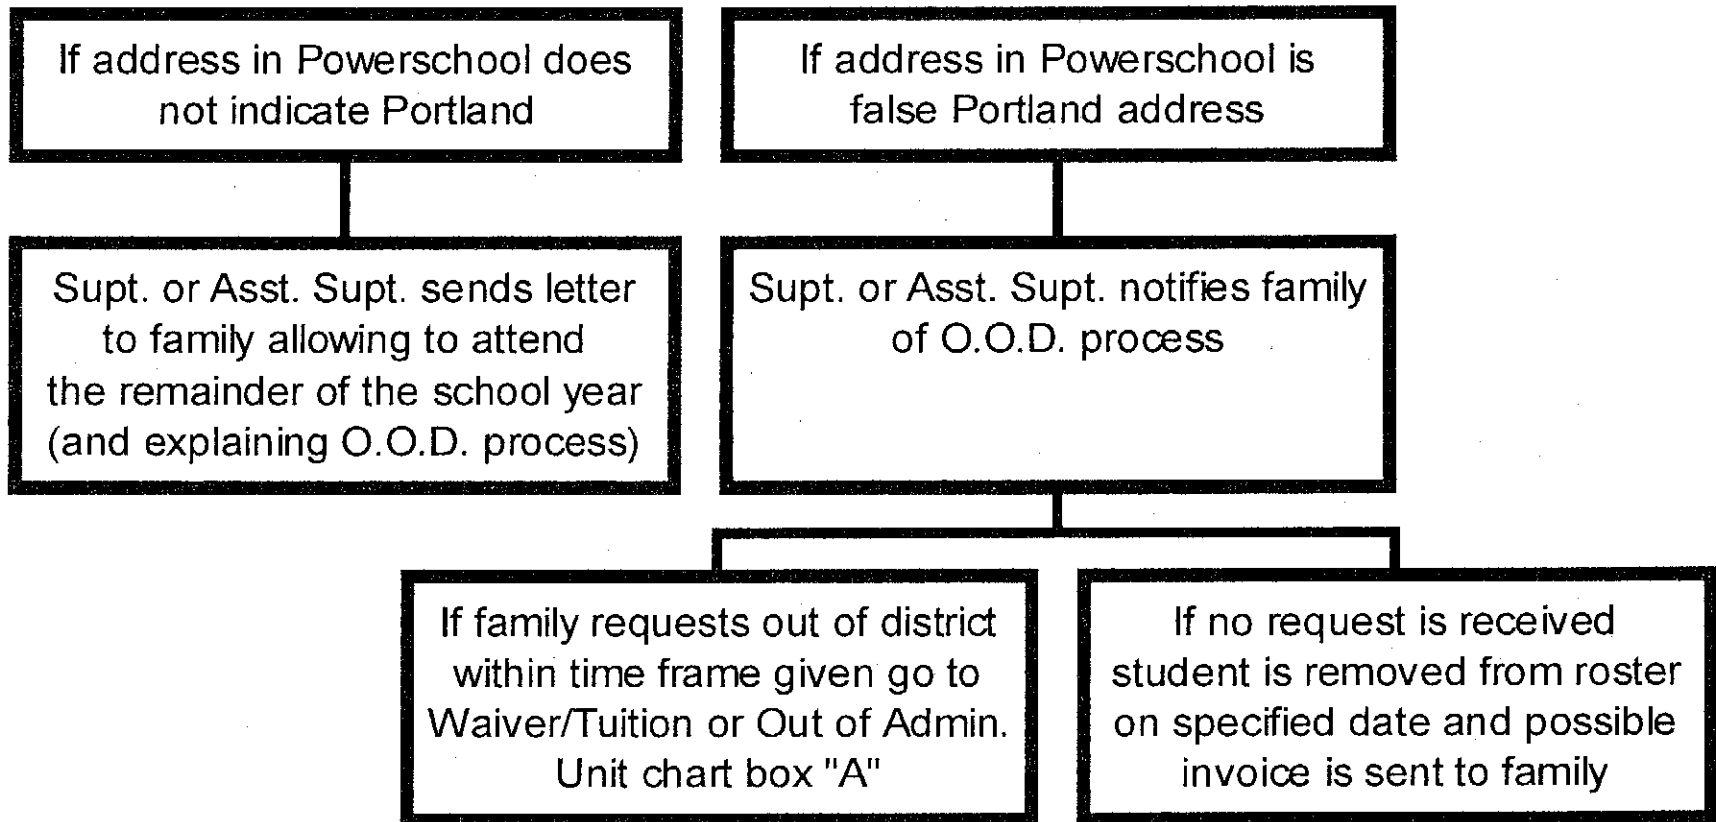 If address in Powerschool does
not indicate Portland
If address in Powerschool is
false Portland address
Supt. or Asst. Supt. sends letter
to family allowing to attend
the remainder of the school year
(and explaining O.O.D. process)
Supt. or Asst. Supt. notifies family
of O.O.D. process
If family requests out of district
within time frame given go to
Waiver/Tuition or Out of Admin.
Unit chart box "A"
If no request is received
student is removed from roster
on specified date and possible
invoice is sent to family